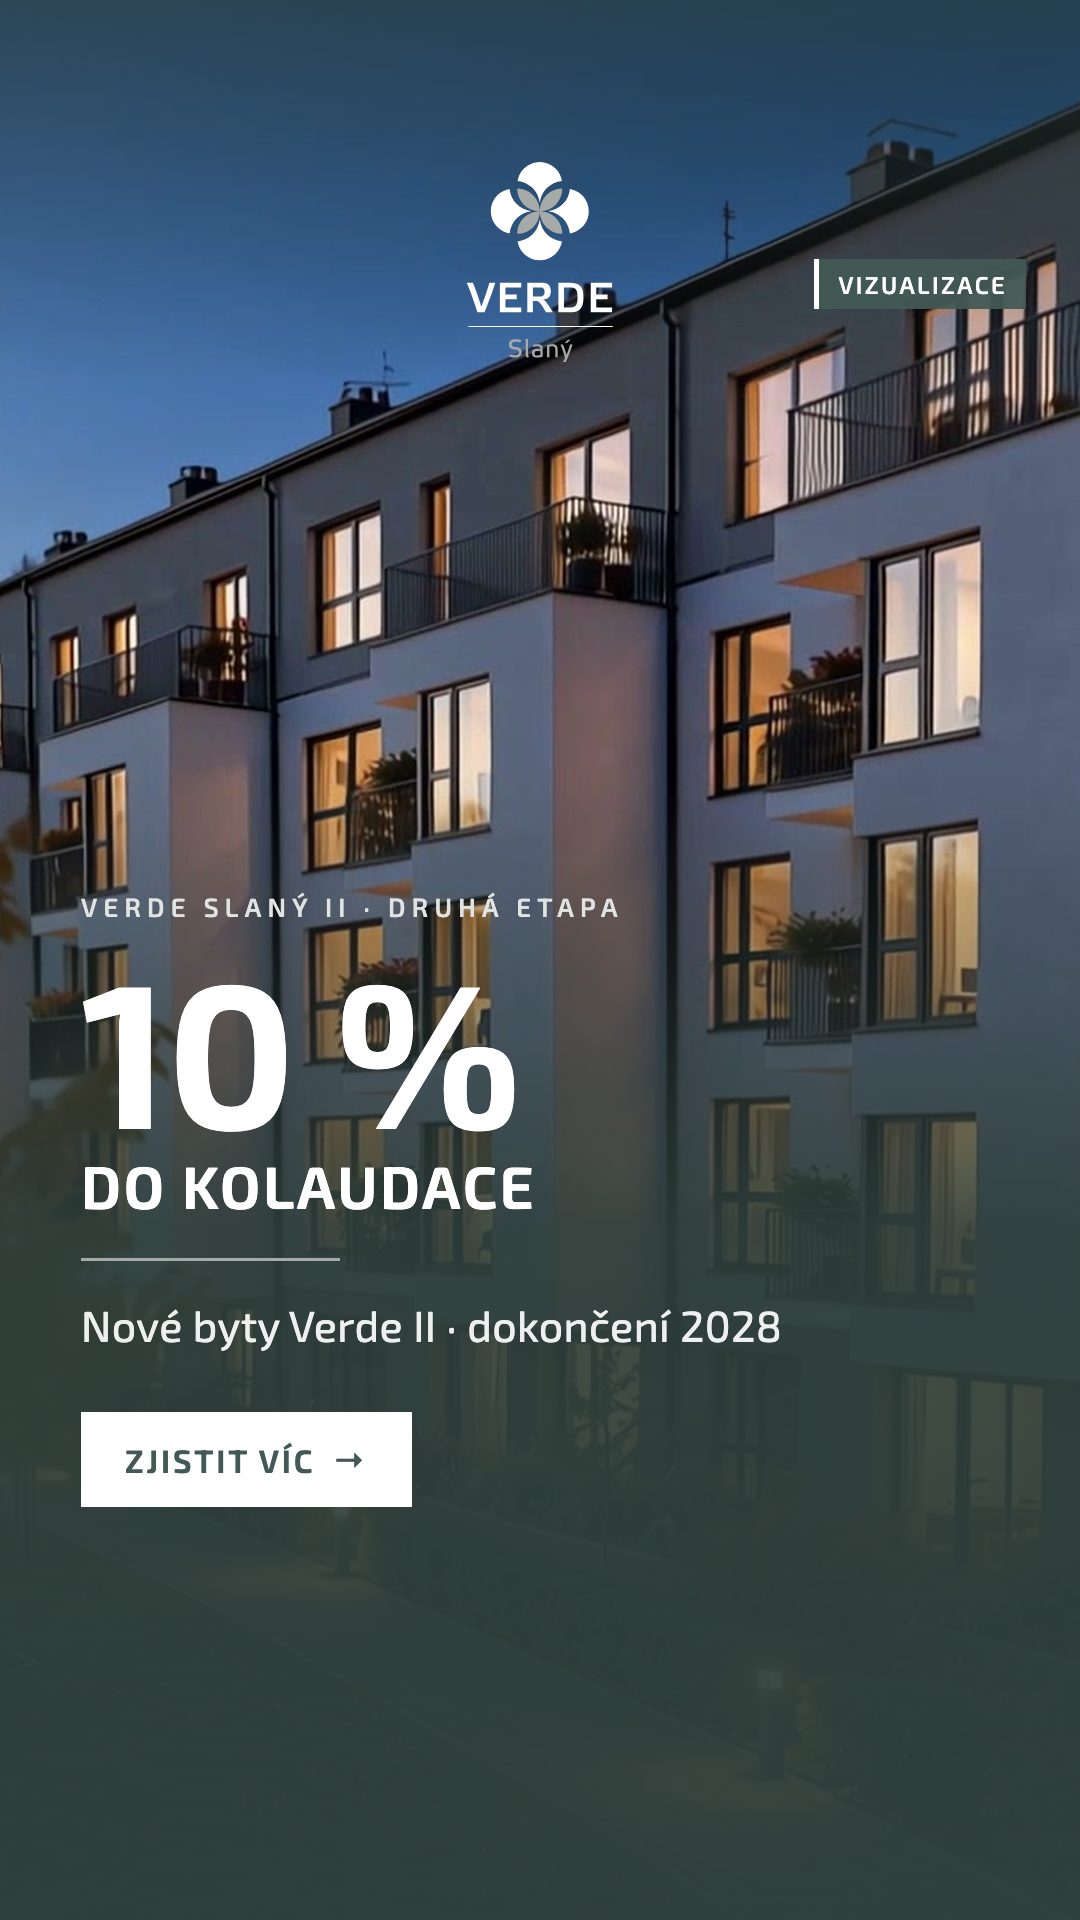 VERDE
Slaný
VIZUALIZACE
VERDE SLANÝ II · DRUHÁ ETAPA
10 %
DO KOLAUDACE
Nové byty Verde II · dokončení 2028
ZJISTIT VÍC →